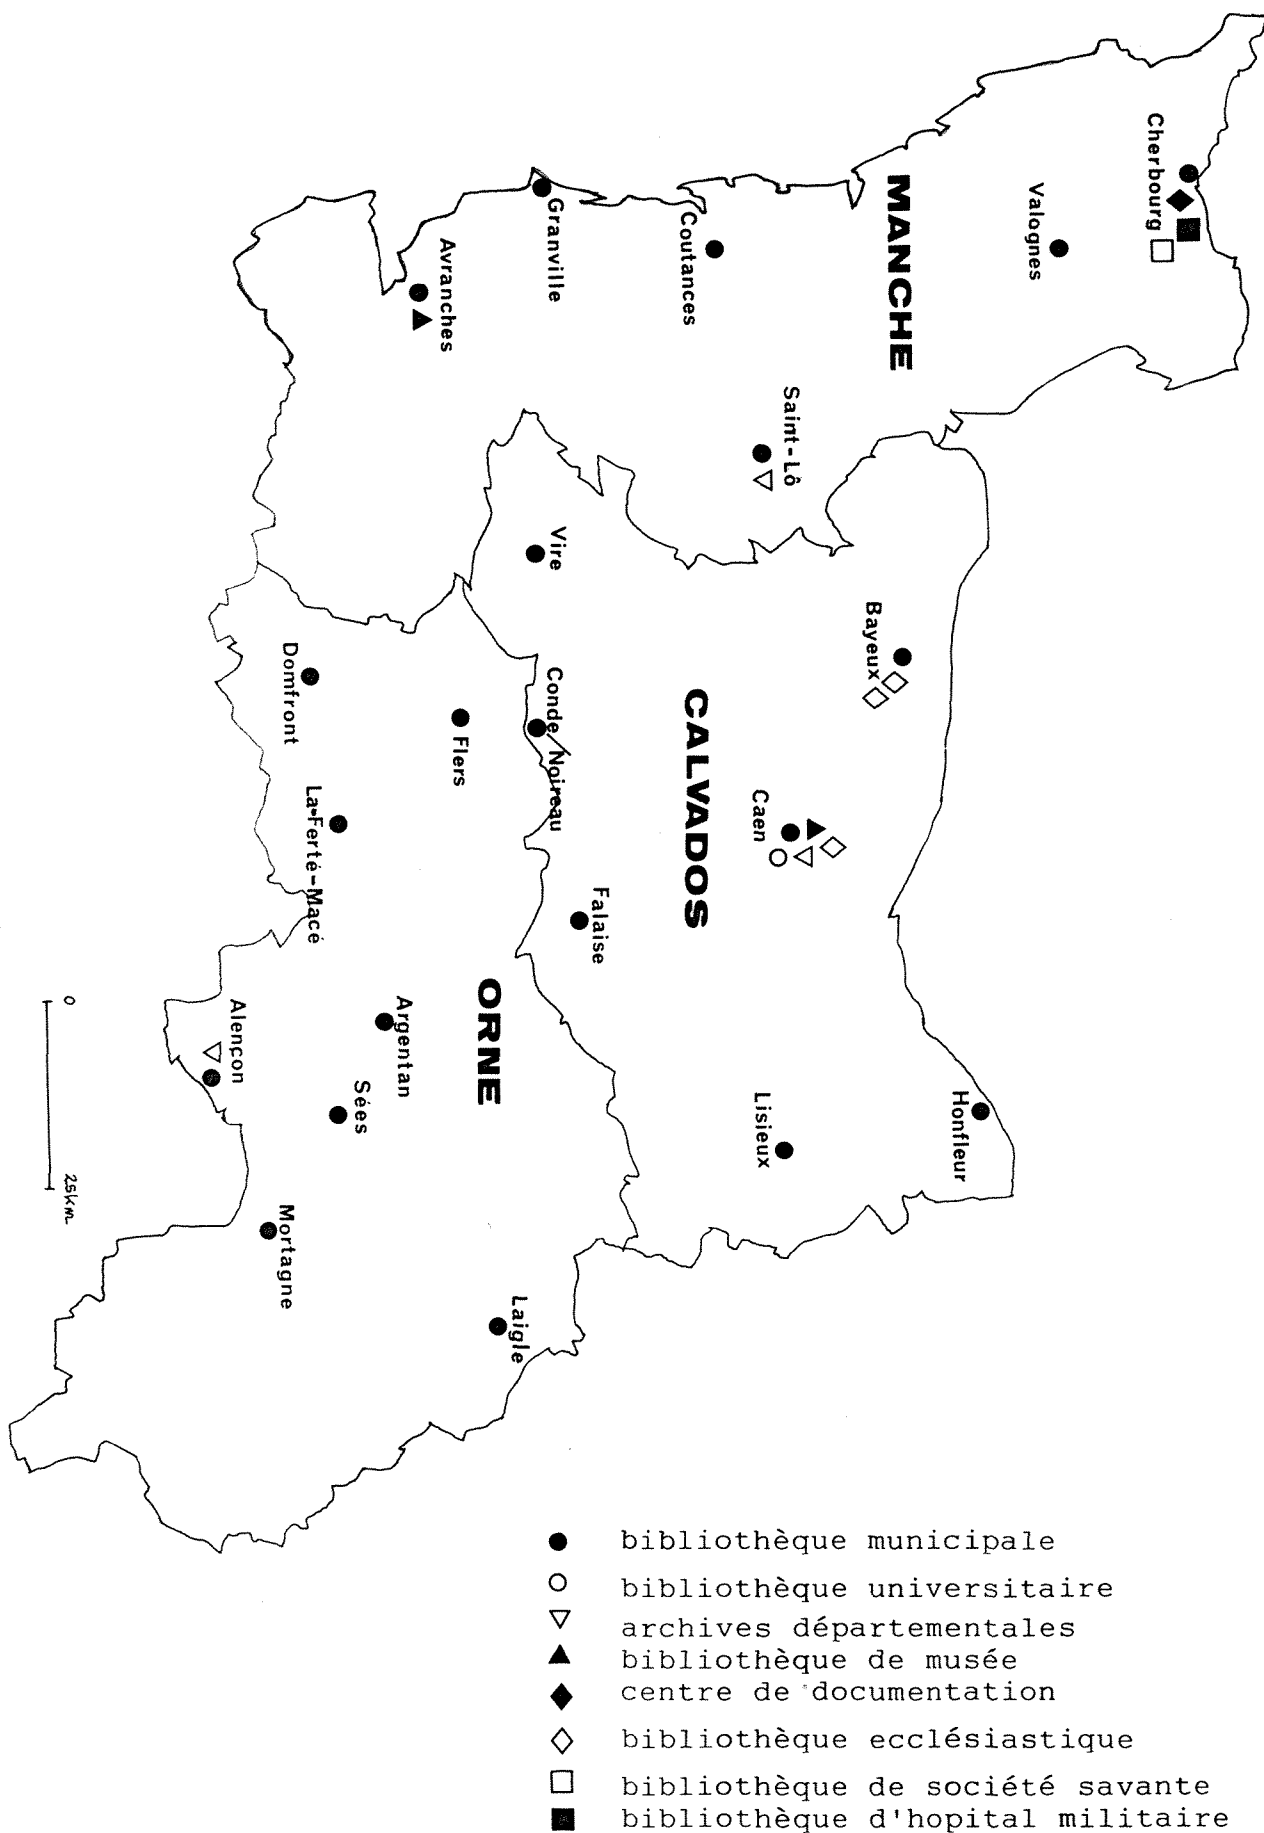 Cherbourg
Valognes
MANCHE
Coutances
Granville
Avranches
Saint-Lô
Vire
Bayeux
CALVADOS
Caen
Conde/Noireau
Falaise
Honfleur
Lisieux
Domfront
Flers
La-Ferté-Macé
ORNE
Argentan
Alençon
Sées
Mortagne
Laigle
0 25km
bibliothèque municipale
bibliothèque universitaire
archives départementales
bibliothèque de musée
centre de documentation
bibliothèque ecclésiastique
bibliothèque de société savante
bibliothèque d'hopital militaire